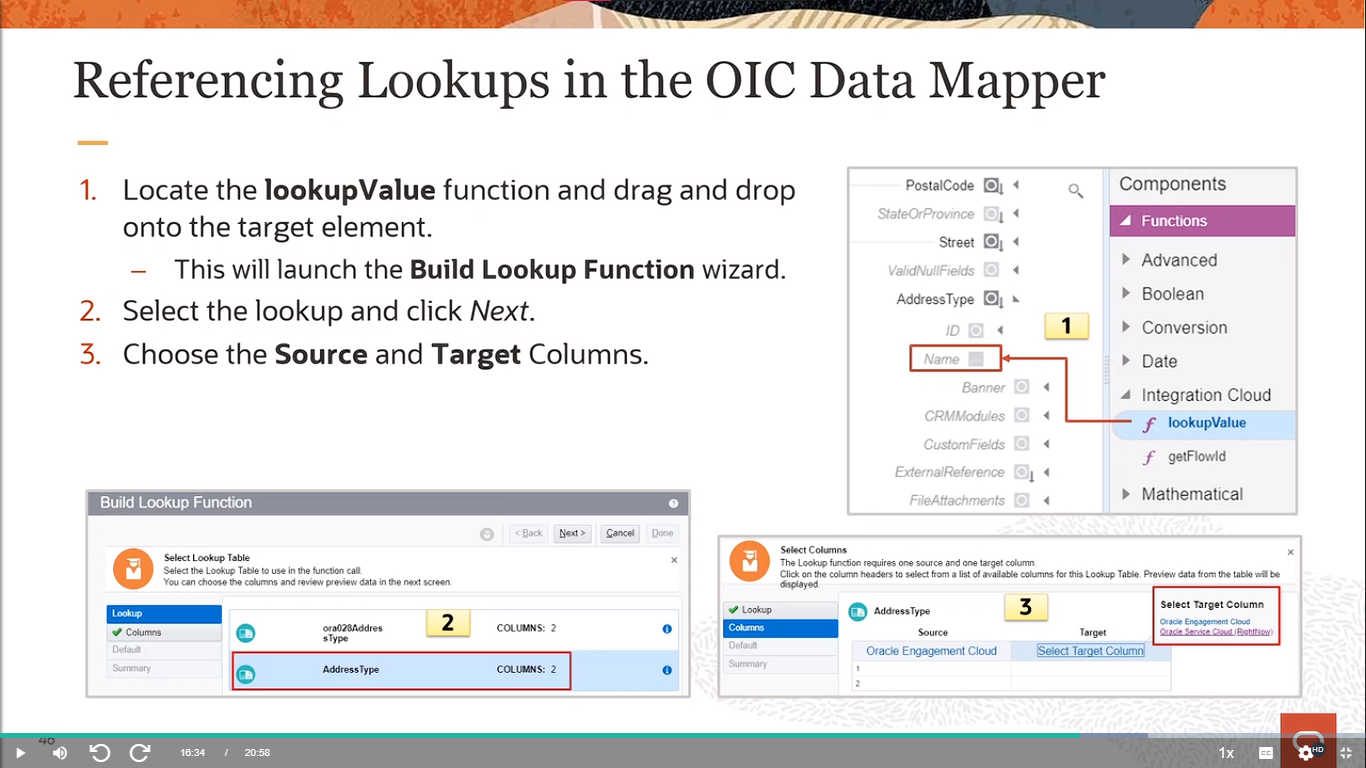 Referencing Lookups in the OIC Data Mapper
1. Locate the lookupValue function and drag and drop
onto the target element.
– This will launch the Build Lookup Function wizard.
2. Select the lookup and click Next.
3. Choose the Source and Target Columns.
PostalCode
StateOrProvince
Street
ValidNullFields
AddressType
ID
Name
Banner
CRMModules
CustomFields
ExternalReference
FileAttachments
1
Components
Functions
Advanced
Boolean
Conversion
Date
Integration Cloud
f lookupValue
f getFlowId
Mathematical
Build Lookup Function
< Back Next > Cancel Done
Select Lookup Table
Select the Lookup Table to use in the function call.
You can choose the columns and review preview data in the next screen.
Lookup
Columns
Default
Summary
ora028Addres
sType
COLUMNS: 2
2
AddressType COLUMNS: 2
Select Columns
The Lookup function requires one source and one target column.
Click on the column headers to select from a list of available columns for this Lookup Table. Preview data from the table will be
displayed.
Lookup
Columns
Default
Summary
AddressType
3
Source Target
Oracle Engagement Cloud Select Target Column
1
2
Select Target Column
Oracle Engagement Cloud
Oracle Service Cloud (RightNow)
46
16:34 / 20:58
1x CC HD